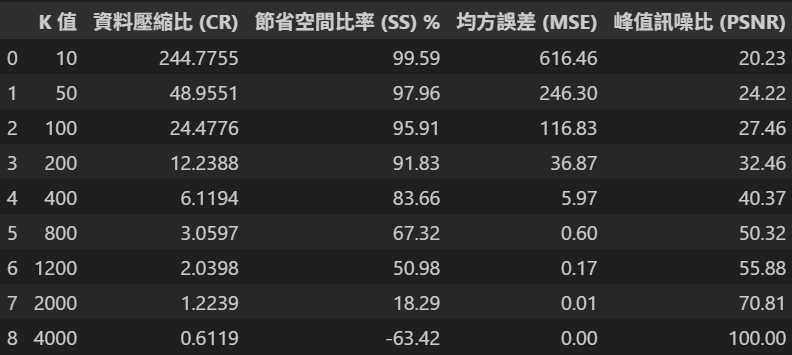 K 值 資料壓縮比 (CR) 節省空間比率 (SS) % 均方誤差 (MSE) 峰值訊噪比 (PSNR)
0 10 244.7755 99.59 616.46 20.23
1 50 48.9551 97.96 246.30 24.22
2 100 24.4776 95.91 116.83 27.46
3 200 12.2388 91.83 36.87 32.46
4 400 6.1194 83.66 5.97 40.37
5 800 3.0597 67.32 0.60 50.32
6 1200 2.0398 50.98 0.17 55.88
7 2000 1.2239 18.29 0.01 70.81
8 4000 0.6119 -63.42 0.00 100.00